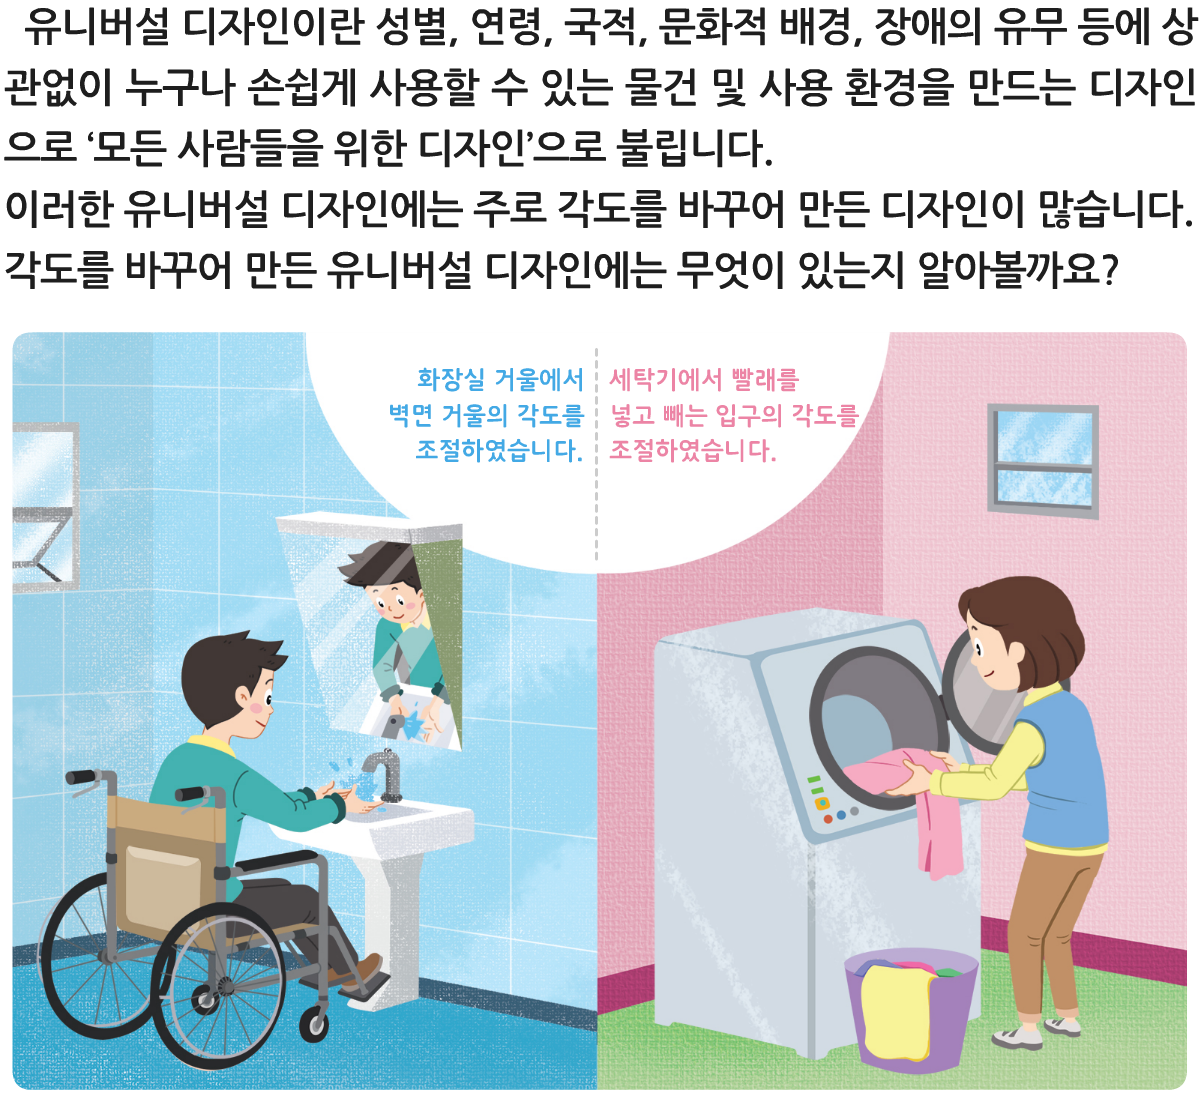 유니버설 디자인이란 성별, 연령, 국적, 문화적 배경, 장애의 유무 등에 상
관없이 누구나 손쉽게 사용할 수 있는 물건 및 사용 환경을 만드는 디자인
으로 ‘모든 사람들을 위한 디자인’으로 불립니다.
이러한 유니버설 디자인에는 주로 각도를 바꾸어 만든 디자인이 많습니다.
각도를 바꾸어 만든 유니버설 디자인에는 무엇이 있는지 알아볼까요?
화장실 거울에서
벽면 거울의 각도를
조절하였습니다.
세탁기에서 빨래를
넣고 빼는 입구의 각도를
조절하였습니다.